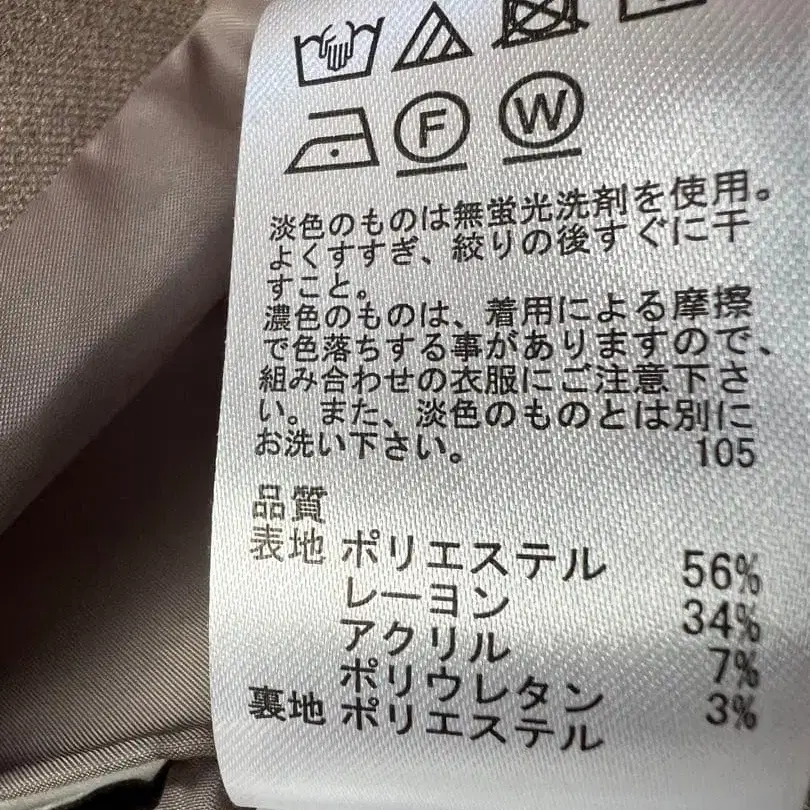 F W
淡色のものは無蛍光洗剤を使用。
よくすすぎ、絞りの後すぐに干
すこと。
濃色のものは、着用による摩擦
で色落ちする事がありますので、
組み合わせの衣服にご注意下さ
い。また、淡色のものとは別に
お洗い下さい。 105
品質
表地 ポリエステル 56%
レーヨン 34%
アクリル 7%
ポリウレタン 3%
裏地 ポリエステル